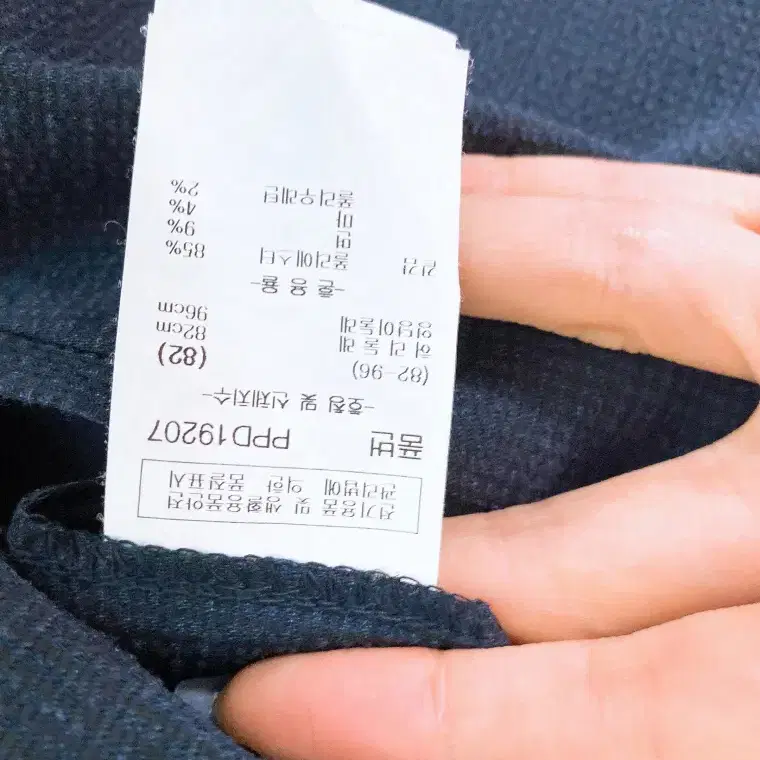 전기용품 및 생활용품안전
관리법에 의한 품질표시
품번 PPD19207
-호칭 및 신체치수-
(82-96) (82)
허리둘레 82cm
엉덩이둘레 96cm
-혼용율-
겉감 폴리에스터 85%
면 9%
마 4%
폴리우레탄 2%